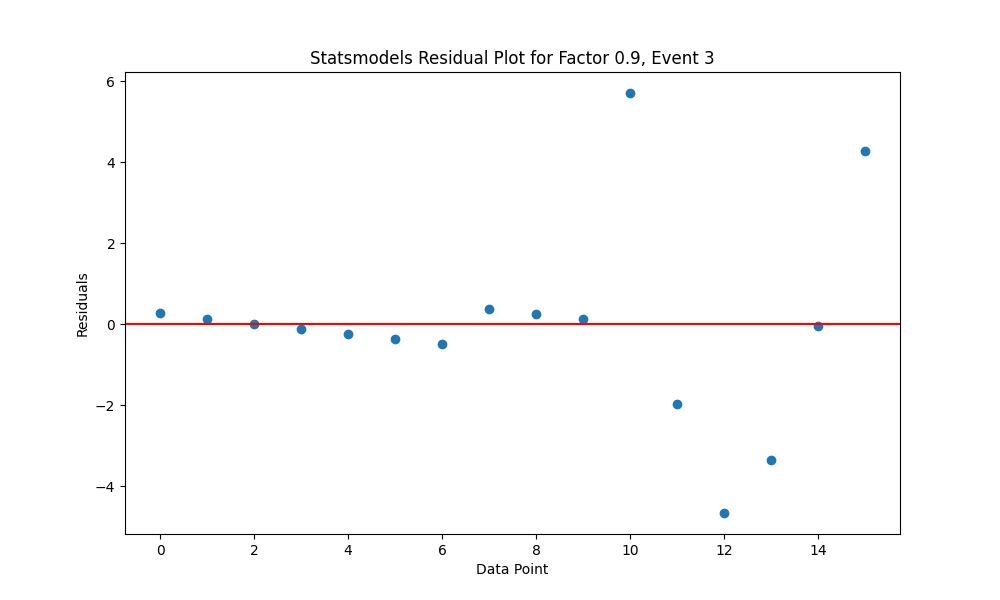 Statsmodels Residual Plot for Factor 0.9, Event 3
6
4
2
0
−2
−4
Residuals
0 2 4 6 8 10 12 14
Data Point